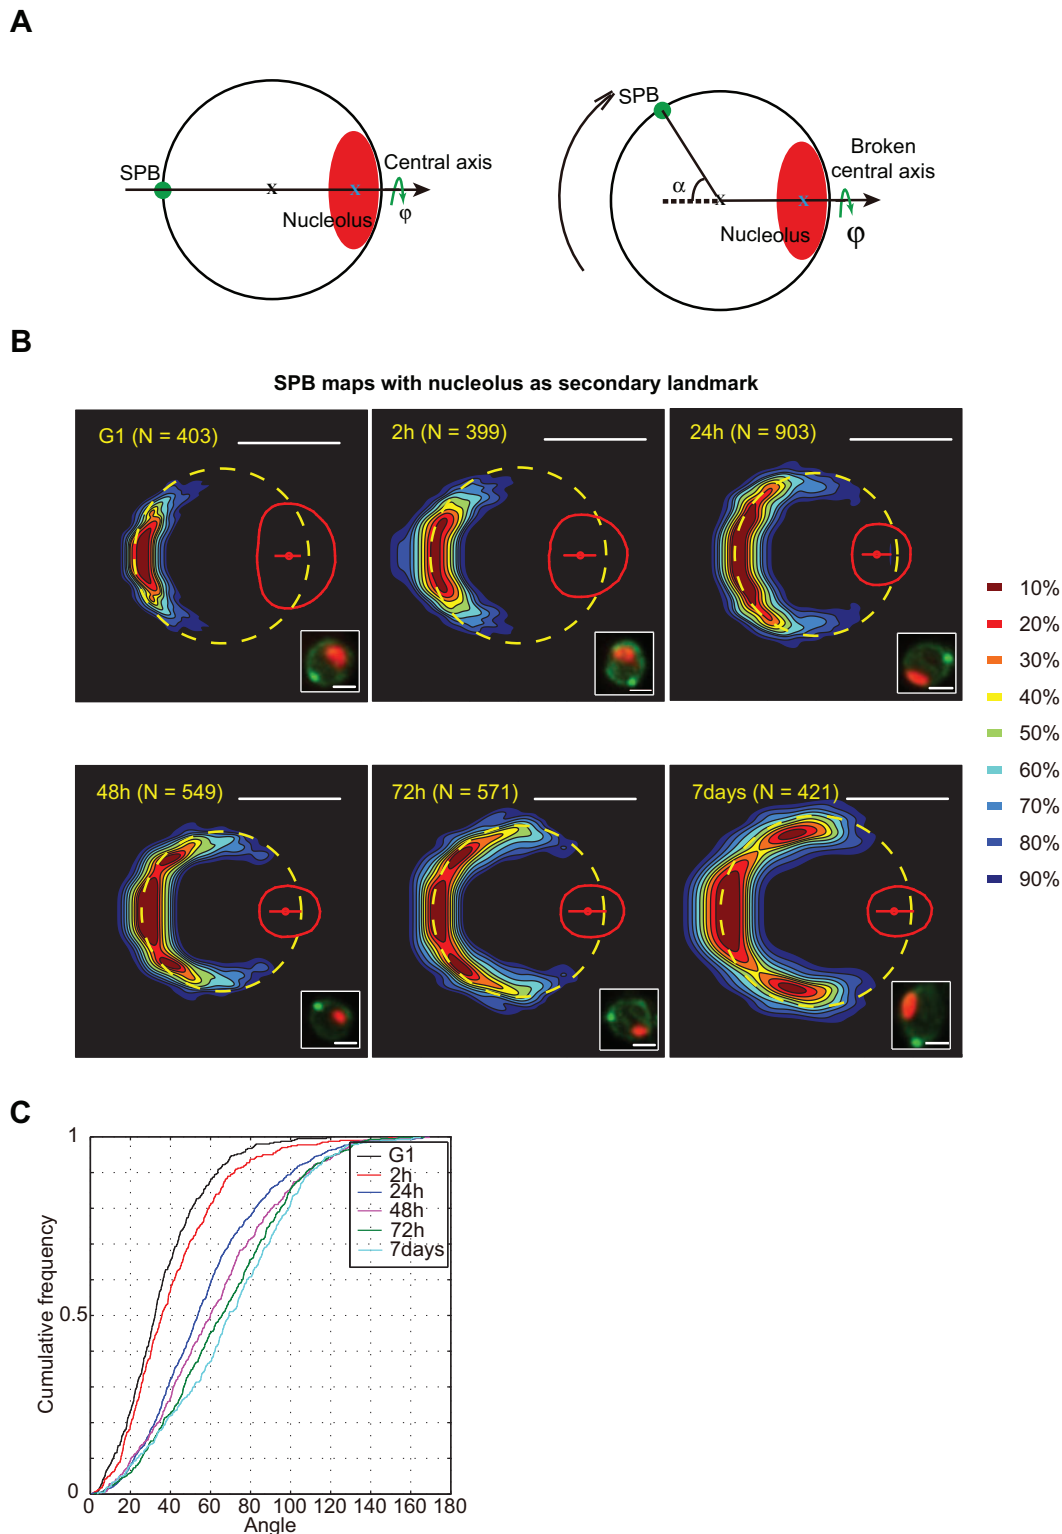 A
SPB
x
x
Nucleolus
Central axis
φ
SPB
α
x
x
Nucleolus
Broken
central axis
φ
B
SPB maps with nucleolus as secondary landmark
G1 (N = 403)
2h (N = 399)
24h (N = 903)
48h (N = 549)
72h (N = 571)
7days (N = 421)
10%
20%
30%
40%
50%
60%
70%
80%
90%
C
1
0.5
0
Cumulative frequency
G1
2h
24h
48h
72h
7days
0 20 40 60 80 100 120 140 160 180
Angle